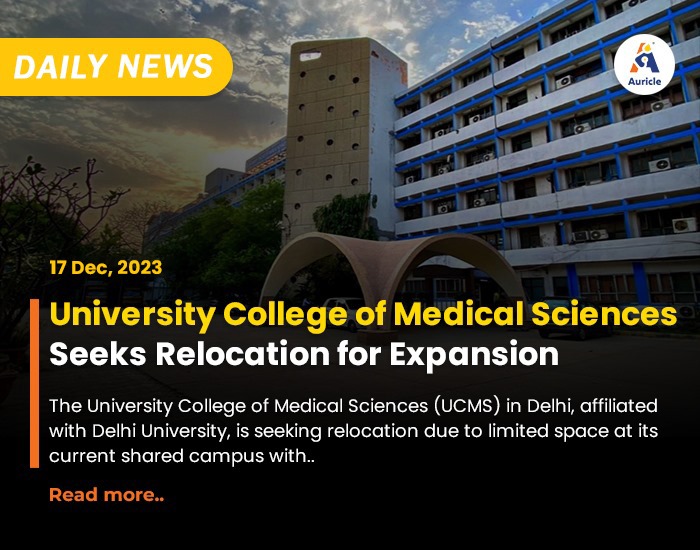 DAILY NEWS
Auricle
17 Dec, 2023
University College of Medical Sciences
Seeks Relocation for Expansion
The University College of Medical Sciences (UCMS) in Delhi, affiliated
with Delhi University, is seeking relocation due to limited space at its
current shared campus with..
Read more..